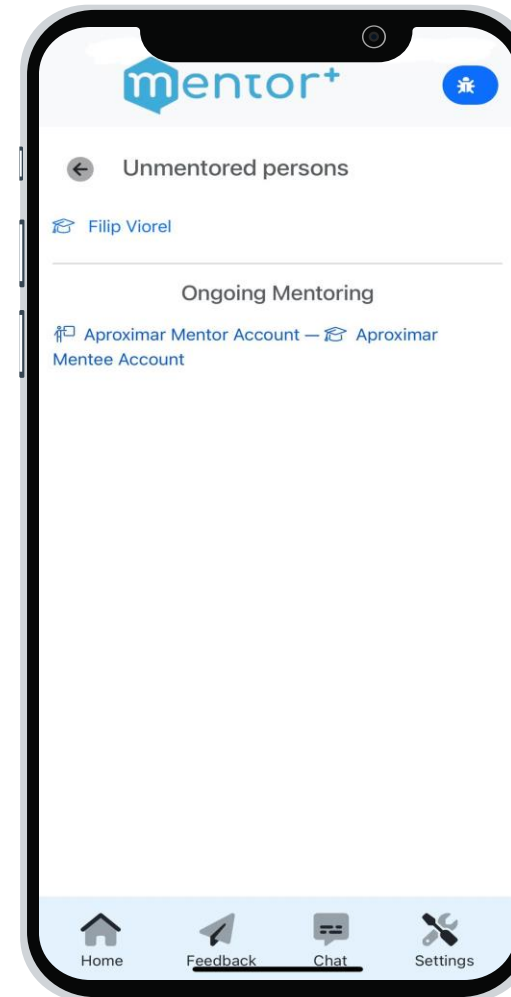 mentor+
Unmentored persons
Filip Viorel
Ongoing Mentoring
Aproximar Mentor Account — Aproximar
Mentee Account
Home Feedback Chat Settings